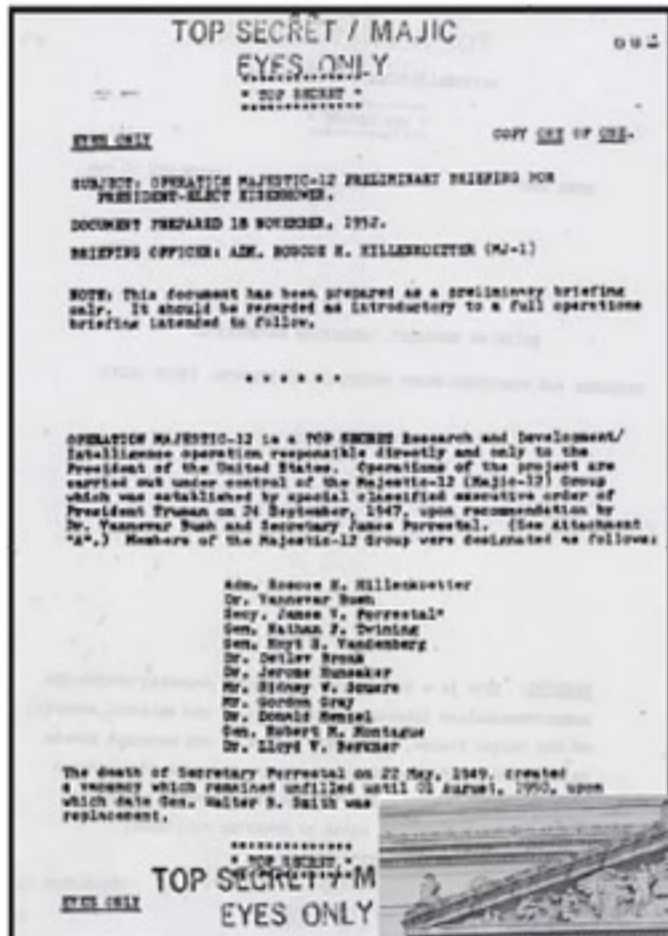 TOP SECRET / MAJIC
EYES ONLY
* TOP SECRET *
EYES ONLY
COPY ONE OF ONE.
SUBJECT: OPERATION MAJESTIC-12 PRELIMINARY BRIEFING FOR
PRESIDENT-ELECT EISENHOWER.
DOCUMENT PREPARED 18 NOVEMBER, 1952.
BRIEFING OFFICER: ADM. ROSCOE H. HILLENKOETTER (MJ-1)
NOTE: This document has been prepared as a preliminary briefing
only. It should be regarded as introductory to a full operations
briefing intended to follow.
* * * * * *
OPERATION MAJESTIC-12 is a TOP SECRET Research and Development/
Intelligence operation responsible directly and only to the
President of the United States. Operations of the project are
carried out under control of the Majestic-12 (Majic-12) Group
which was established by special classified executive order of
President Truman on 24 September, 1947, upon recommendation by
Dr. Vannevar Bush and Secretary James Forrestal. (See Attachment
"A".) Members of the Majestic-12 Group were designated as follows:
Adm. Roscoe H. Hillenkoetter
Dr. Vannevar Bush
Secy. James V. Forrestal*
Gen. Nathan F. Twining
Gen. Hoyt S. Vandenberg
Dr. Detlev Bronk
Dr. Jerome Hunsaker
Mr. Sidney W. Souers
Mr. Gordon Gray
Dr. Donald Menzel
Gen. Robert M. Montague
Dr. Lloyd V. Berkner
The death of Secretary Forrestal on 22 May, 1949, created
a vacancy which remained unfilled until 01 August, 1950, upon
which date Gen. Walter B. Smith was
replacement.
* TOP SECRET *
TOP SECRET / M
EYES ONLY
EYES ONLY